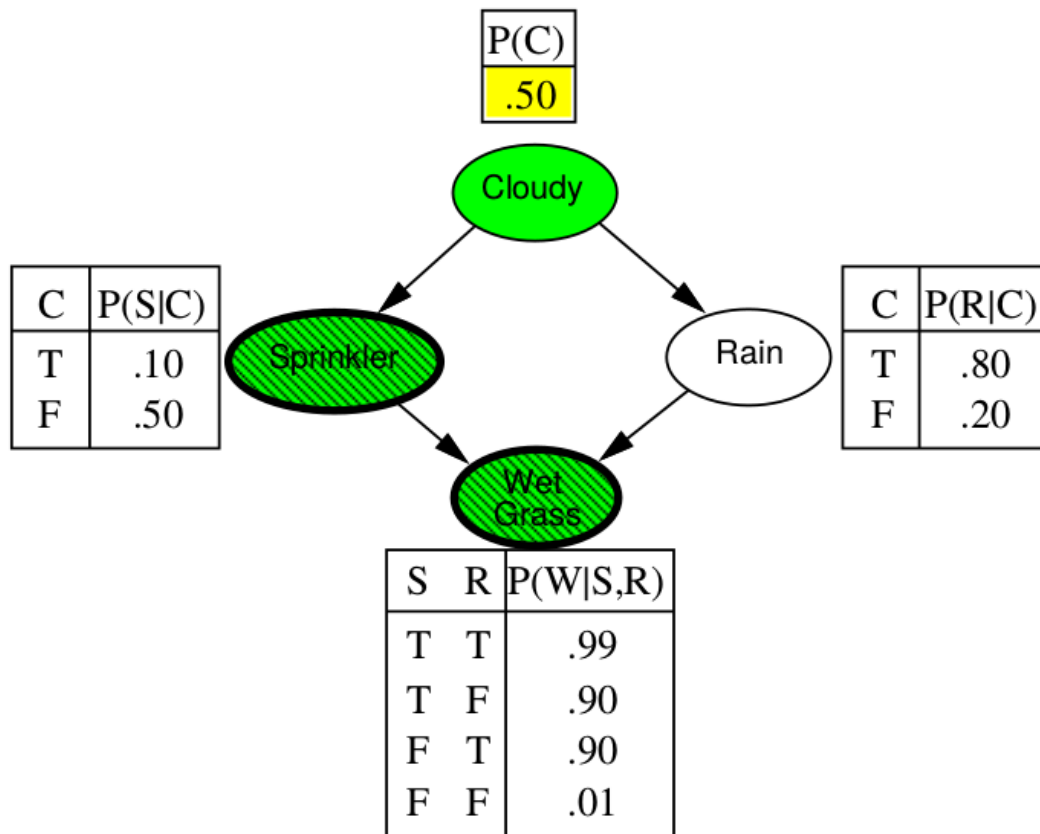 P(C)
.50
Cloudy
C P(S|C)
T .10
F .50
Sprinkler
Rain
C P(R|C)
T .80
F .20
Wet
Grass
S R P(W|S,R)
T T .99
T F .90
F T .90
F F .01